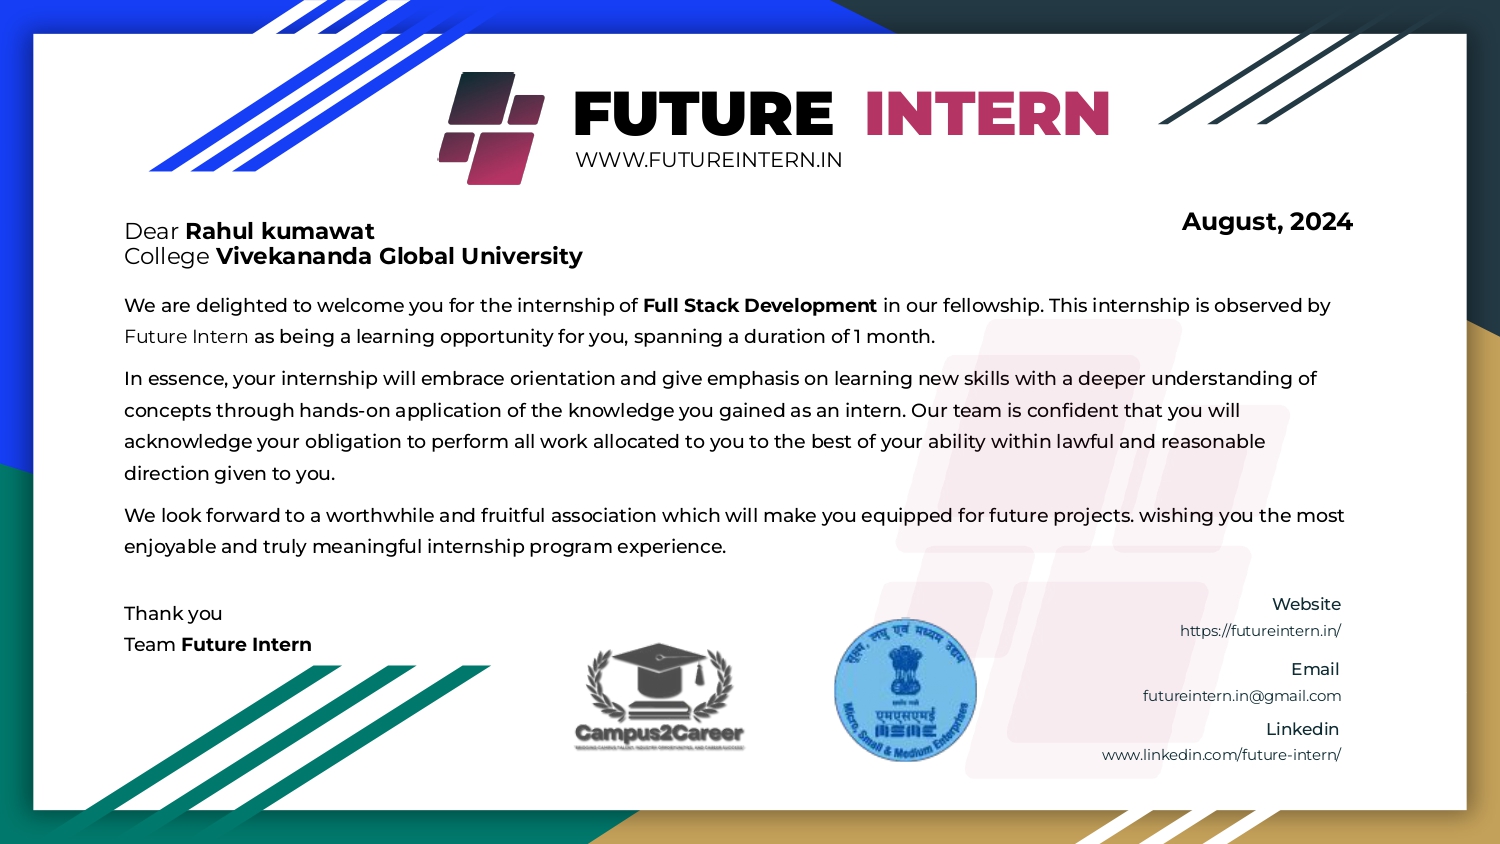 FUTURE INTERN
WWW.FUTUREINTERN.IN
August, 2024
Dear Rahul kumawat
College Vivekananda Global University
We are delighted to welcome you for the internship of Full Stack Development in our fellowship. This internship is observed by
Future Intern as being a learning opportunity for you, spanning a duration of 1 month.
In essence, your internship will embrace orientation and give emphasis on learning new skills with a deeper understanding of
concepts through hands-on application of the knowledge you gained as an intern. Our team is confident that you will
acknowledge your obligation to perform all work allocated to you to the best of your ability within lawful and reasonable
direction given to you.
We look forward to a worthwhile and fruitful association which will make you equipped for future projects. wishing you the most
enjoyable and truly meaningful internship program experience.
Thank you
Team Future Intern
Campus2Career
सूक्ष्म, लघु एवं मध्यम उद्यम
एमएसएमई
MSME
Micro, Small & Medium Enterprises
Website
https://futureintern.in/
Email
futureintern.in@gmail.com
Linkedin
www.linkedin.com/future-intern/